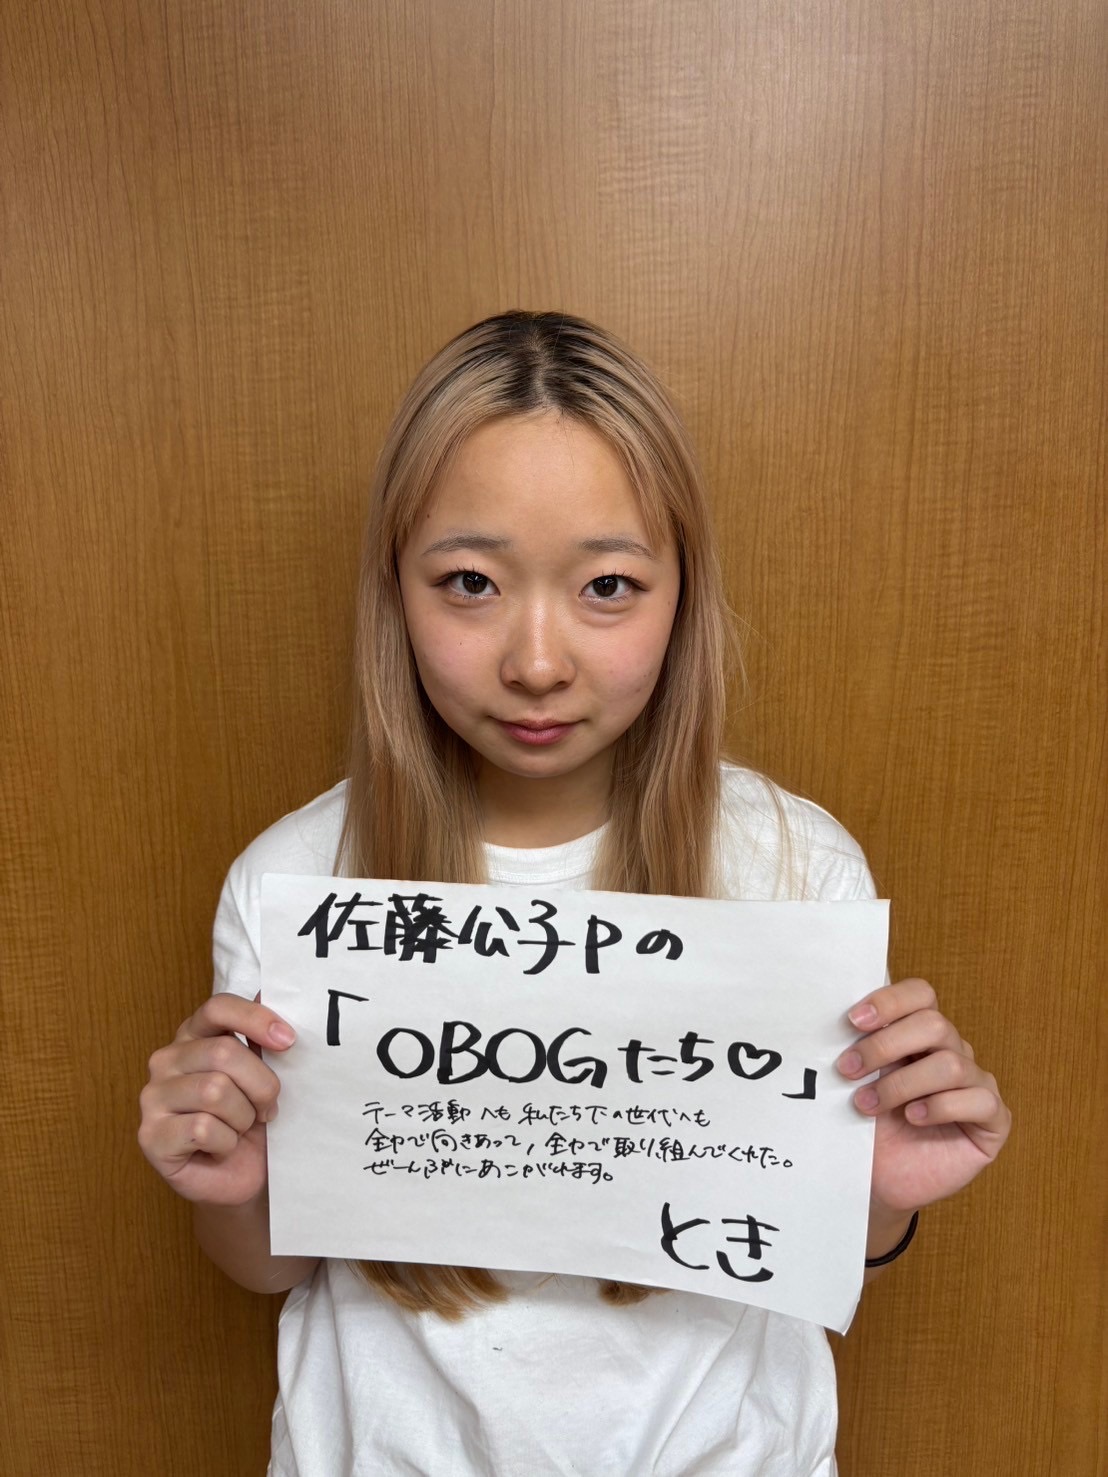 佐藤公子Pの
「OBOGたち♡」
テーマ活動へも私たち下の世代へも
全力で向きあって、全力で取り組んでくれた。
ぜーんぶにあこがれます。
とき